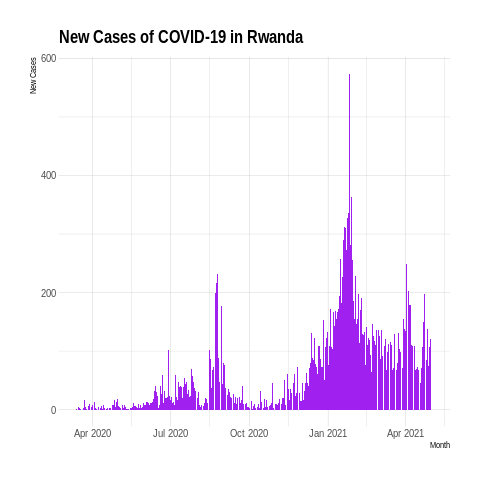 New Cases of COVID-19 in Rwanda
New Cases
600
400
200
0
Apr 2020
Jul 2020
Oct 2020
Jan 2021
Apr 2021
Month